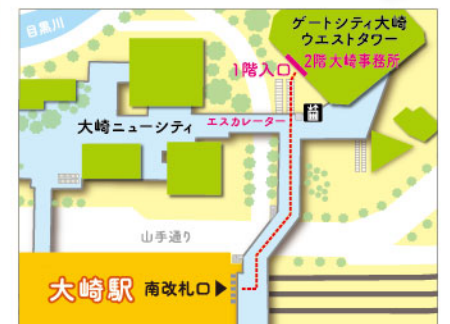 目黒川
ゲートシティ大崎
ウエストタワー
2階 大崎事務所
1階入口
エスカレーター
大崎ニューシティ
山手通り
大崎駅 南改札口▶